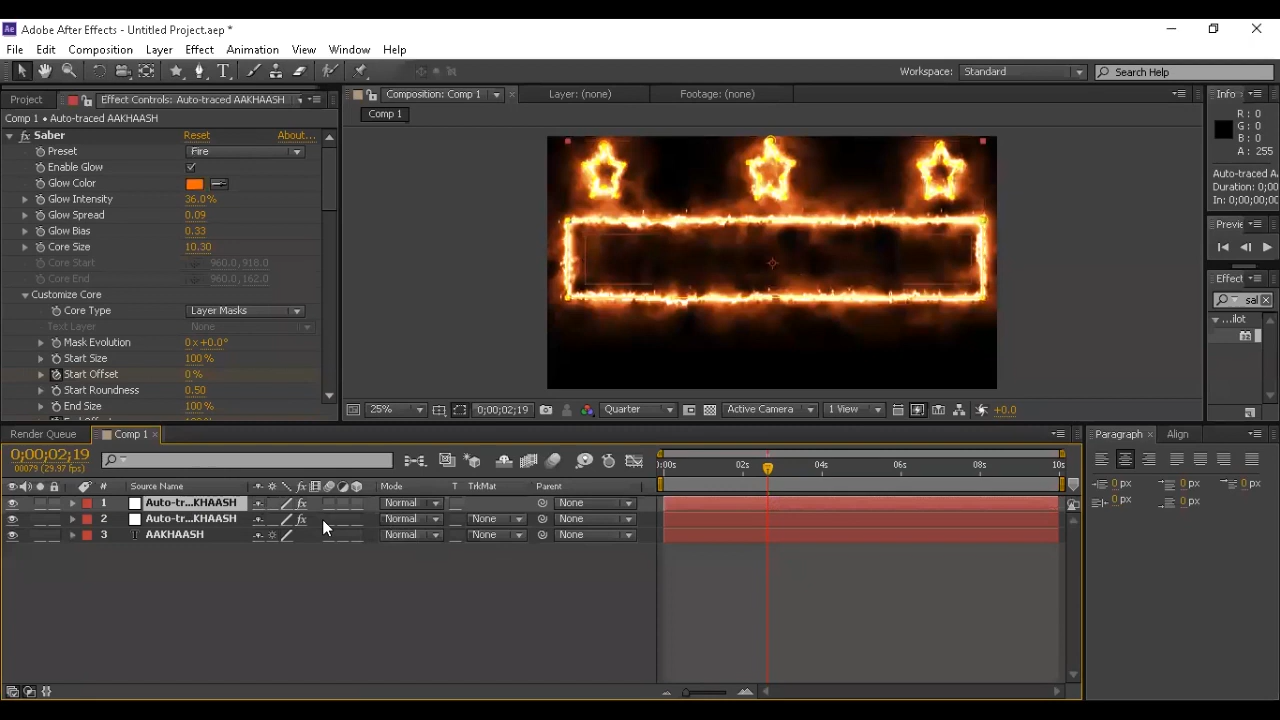 Ae Adobe After Effects - Untitled Project.aep *
File Edit Composition Layer Effect Animation View Window Help
T Workspace: Standard Search Help
Project Effect Controls: Auto-traced AAKHAASH Composition: Comp 1 Layer: (none) Footage: (none) Info
Comp 1 • Auto-traced AAKHAASH Comp 1
R: 0
G: 0
B: 0
A: 255
fx Saber Reset About...
Preset Fire
Enable Glow
Glow Color
Glow Intensity 36.0%
Glow Spread 0.09
Glow Bias 0.33
Core Size 10.30
Core Start 960.0,918.0
Core End 960.0,162.0
Customize Core
Core Type Layer Masks
Text Layer None
Mask Evolution 0x+0.0°
Start Size 100 %
Start Offset 0 %
Start Roundness 0.50
End Size 100 %
Auto-traced A
Duration: 0;
In: 0;00;00;
Previe
Effect
sal
...ilot
25% 0;00;02;19 Quarter Active Camera 1 View +0.0
Render Queue Comp 1 Paragraph Align
0;00;02;19
00079 (29.97 fps)
:00s 02s 04s 06s 08s 10s
# Source Name fx Mode T TrkMat Parent
1 Auto-tr...KHAASH fx Normal None
2 Auto-tr...KHAASH fx Normal None None
3 T AAKHAASH Normal None None
0 px 0 px 0 px
0 px 0 px